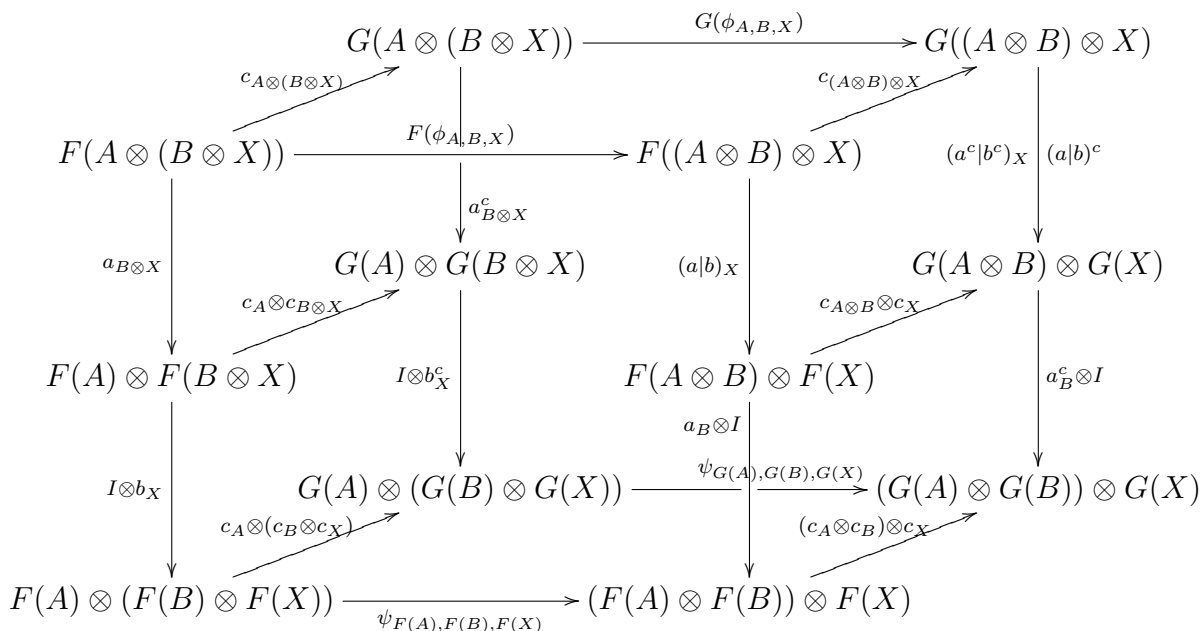 G(ϕ_{A,B,X})
G(A ⊗ (B ⊗ X)) G((A ⊗ B) ⊗ X)
c_{A⊗(B⊗X)} c_{(A⊗B)⊗X}
F(ϕ_{A,B,X})
F(A ⊗ (B ⊗ X)) F((A ⊗ B) ⊗ X) (a^c|b^c)_X (a|b)^c
a^c_{B⊗X}
a_{B⊗X} G(A) ⊗ G(B ⊗ X) (a|b)_X G(A ⊗ B) ⊗ G(X)
c_A⊗c_{B⊗X} c_{A⊗B}⊗c_X
F(A) ⊗ F(B ⊗ X) I⊗b^c_X F(A ⊗ B) ⊗ F(X) a^c_B⊗I
a_B⊗I
ψ_{G(A),G(B),G(X)}
I⊗b_X G(A) ⊗ (G(B) ⊗ G(X)) (G(A) ⊗ G(B)) ⊗ G(X)
c_A⊗(c_B⊗c_X) (c_A⊗c_B)⊗c_X
F(A) ⊗ (F(B) ⊗ F(X)) (F(A) ⊗ F(B)) ⊗ F(X)
ψ_{F(A),F(B),F(X)}